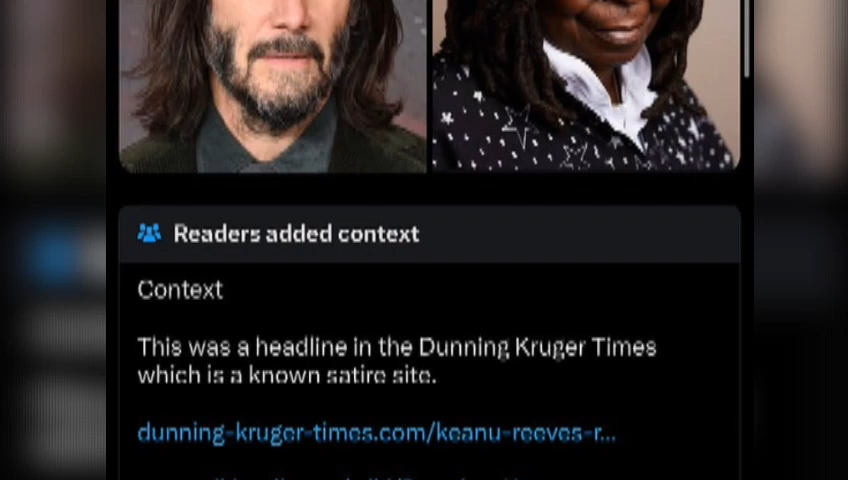 Readers added context
Context
This was a headline in the Dunning Kruger Times
which is a known satire site.
dunning-kruger-times.com/keanu-reeves-r...